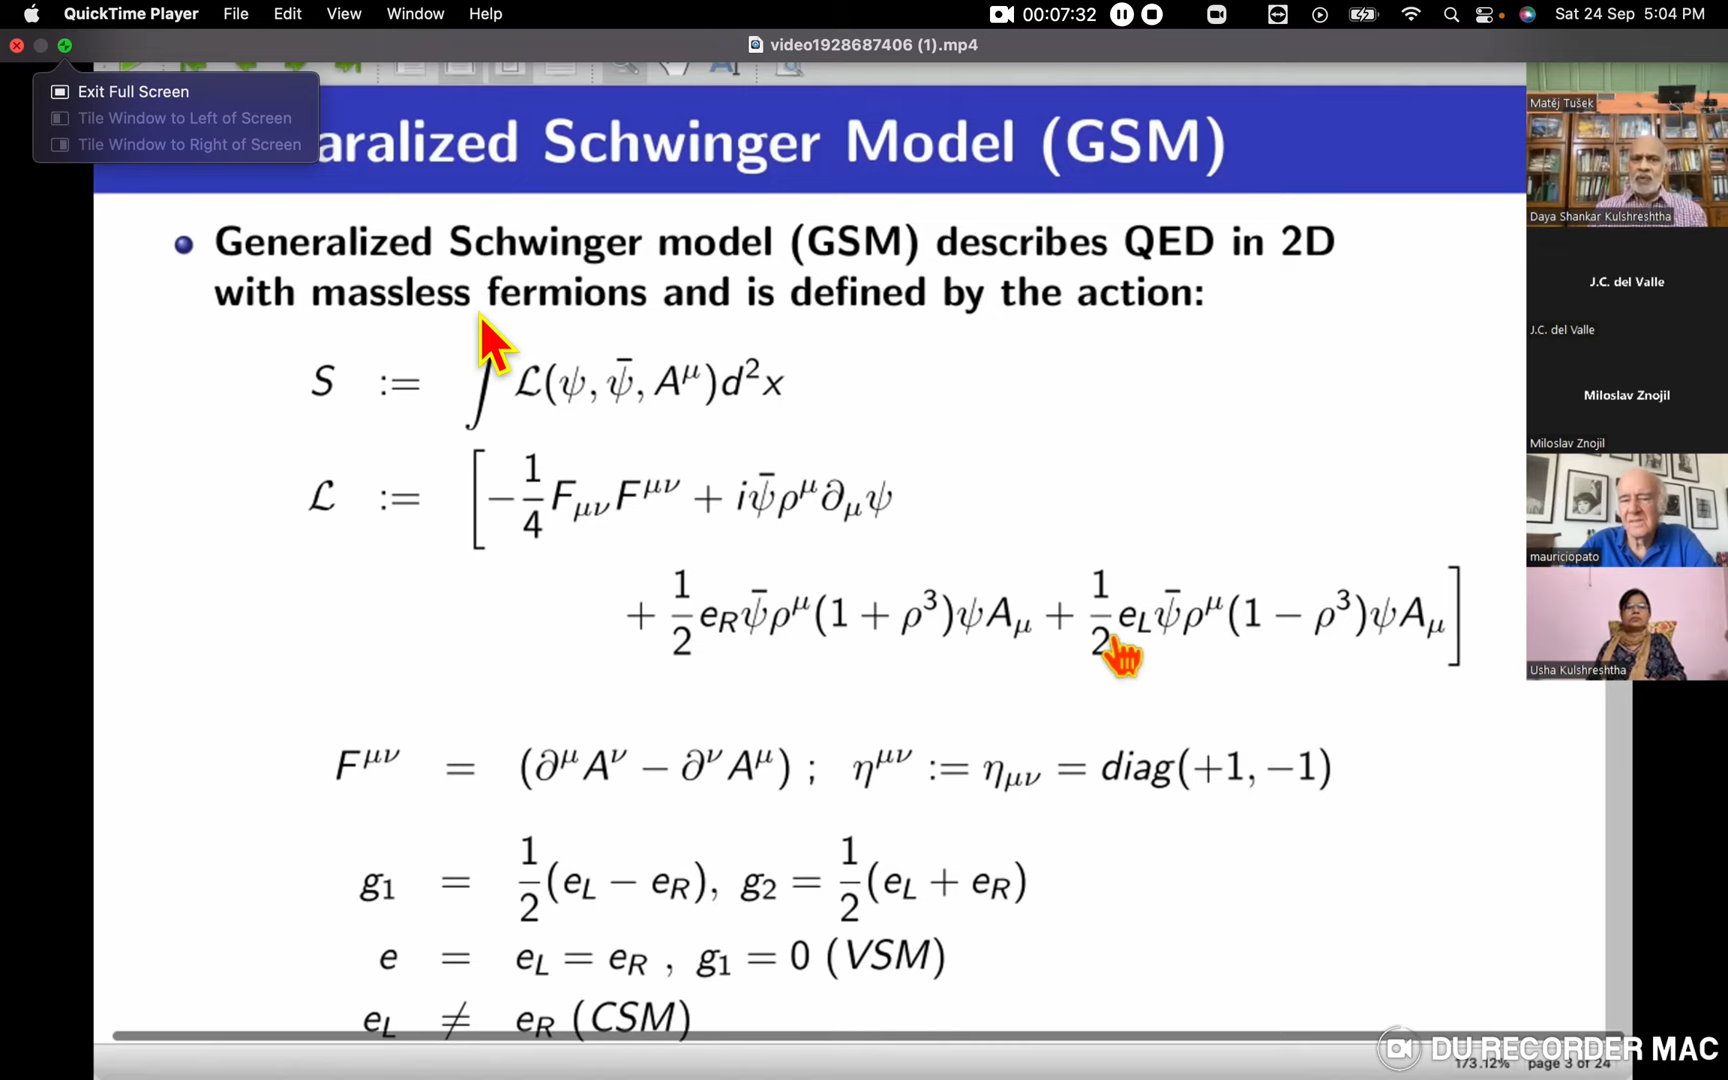 QuickTime Player File Edit View Window Help 00:07:32 Sat 24 Sep 5:04 PM
video1928687406 (1).mp4
Exit Full Screen
Tile Window to Left of Screen
Tile Window to Right of Screen
aralized Schwinger Model (GSM)
Generalized Schwinger model (GSM) describes QED in 2D
with massless fermions and is defined by the action:
S := ∫ ℒ(ψ, ψ̄, A^μ)d²x
ℒ := [−1/4 F_μν F^μν + iψ̄ρ^μ∂_μψ
+ 1/2 e_R ψ̄ρ^μ(1 + ρ³)ψA_μ + 1/2 e_L ψ̄ρ^μ(1 − ρ³)ψA_μ]
F^μν = (∂^μA^ν − ∂^νA^μ) ; η^μν := η_μν = diag(+1, −1)
g₁ = 1/2(e_L − e_R), g₂ = 1/2(e_L + e_R)
e = e_L = e_R , g₁ = 0 (VSM)
e_L ≠ e_R (CSM)
Matěj Tušek
Daya Shankar Kulshreshtha
J.C. del Valle
J.C. del Valle
Miloslav Znojil
Miloslav Znojil
mauriciopato
Usha Kulshreshtha
DU RECORDER MAC
173.12% page 3 of 24